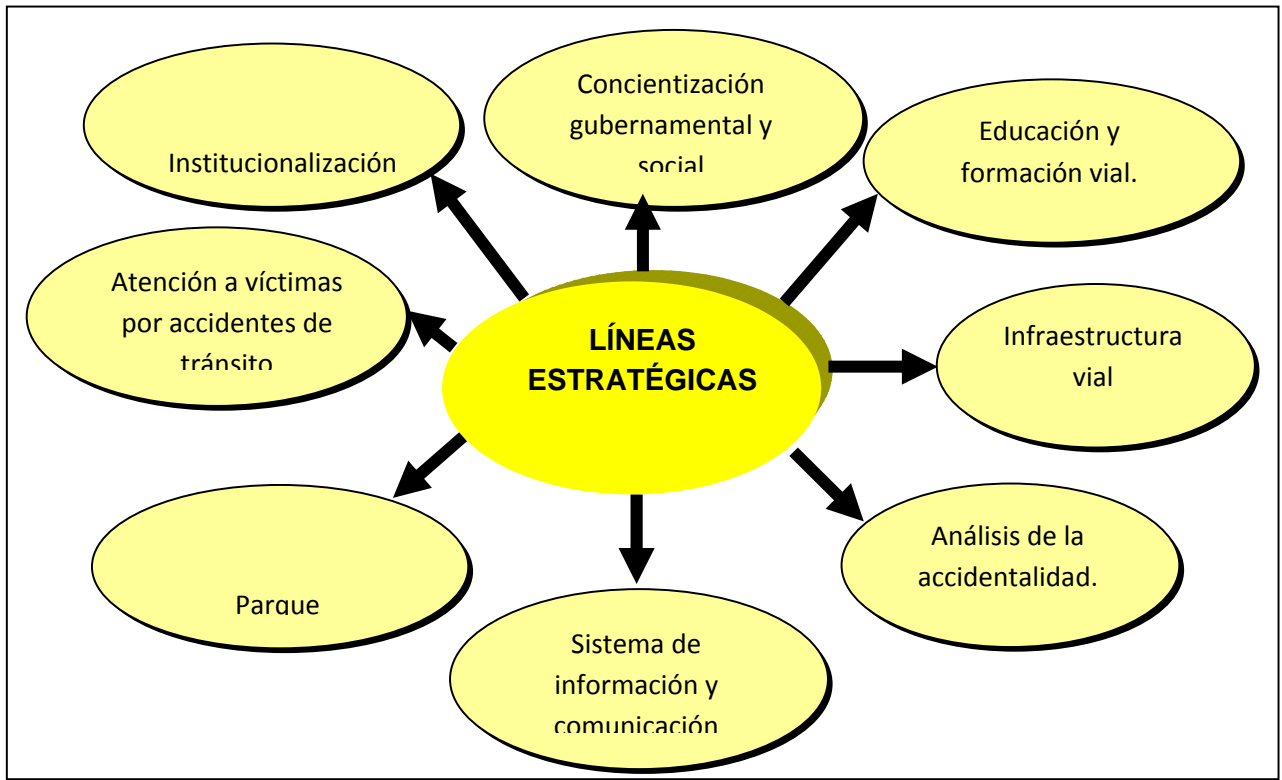 Institucionalización
Concientización
gubernamental y
social
Educación y
formación vial.
Atención a víctimas
por accidentes de
tránsito
LÍNEAS
ESTRATÉGICAS
Infraestructura
vial
Parque
Análisis de la
accidentalidad.
Sistema de
información y
comunicación